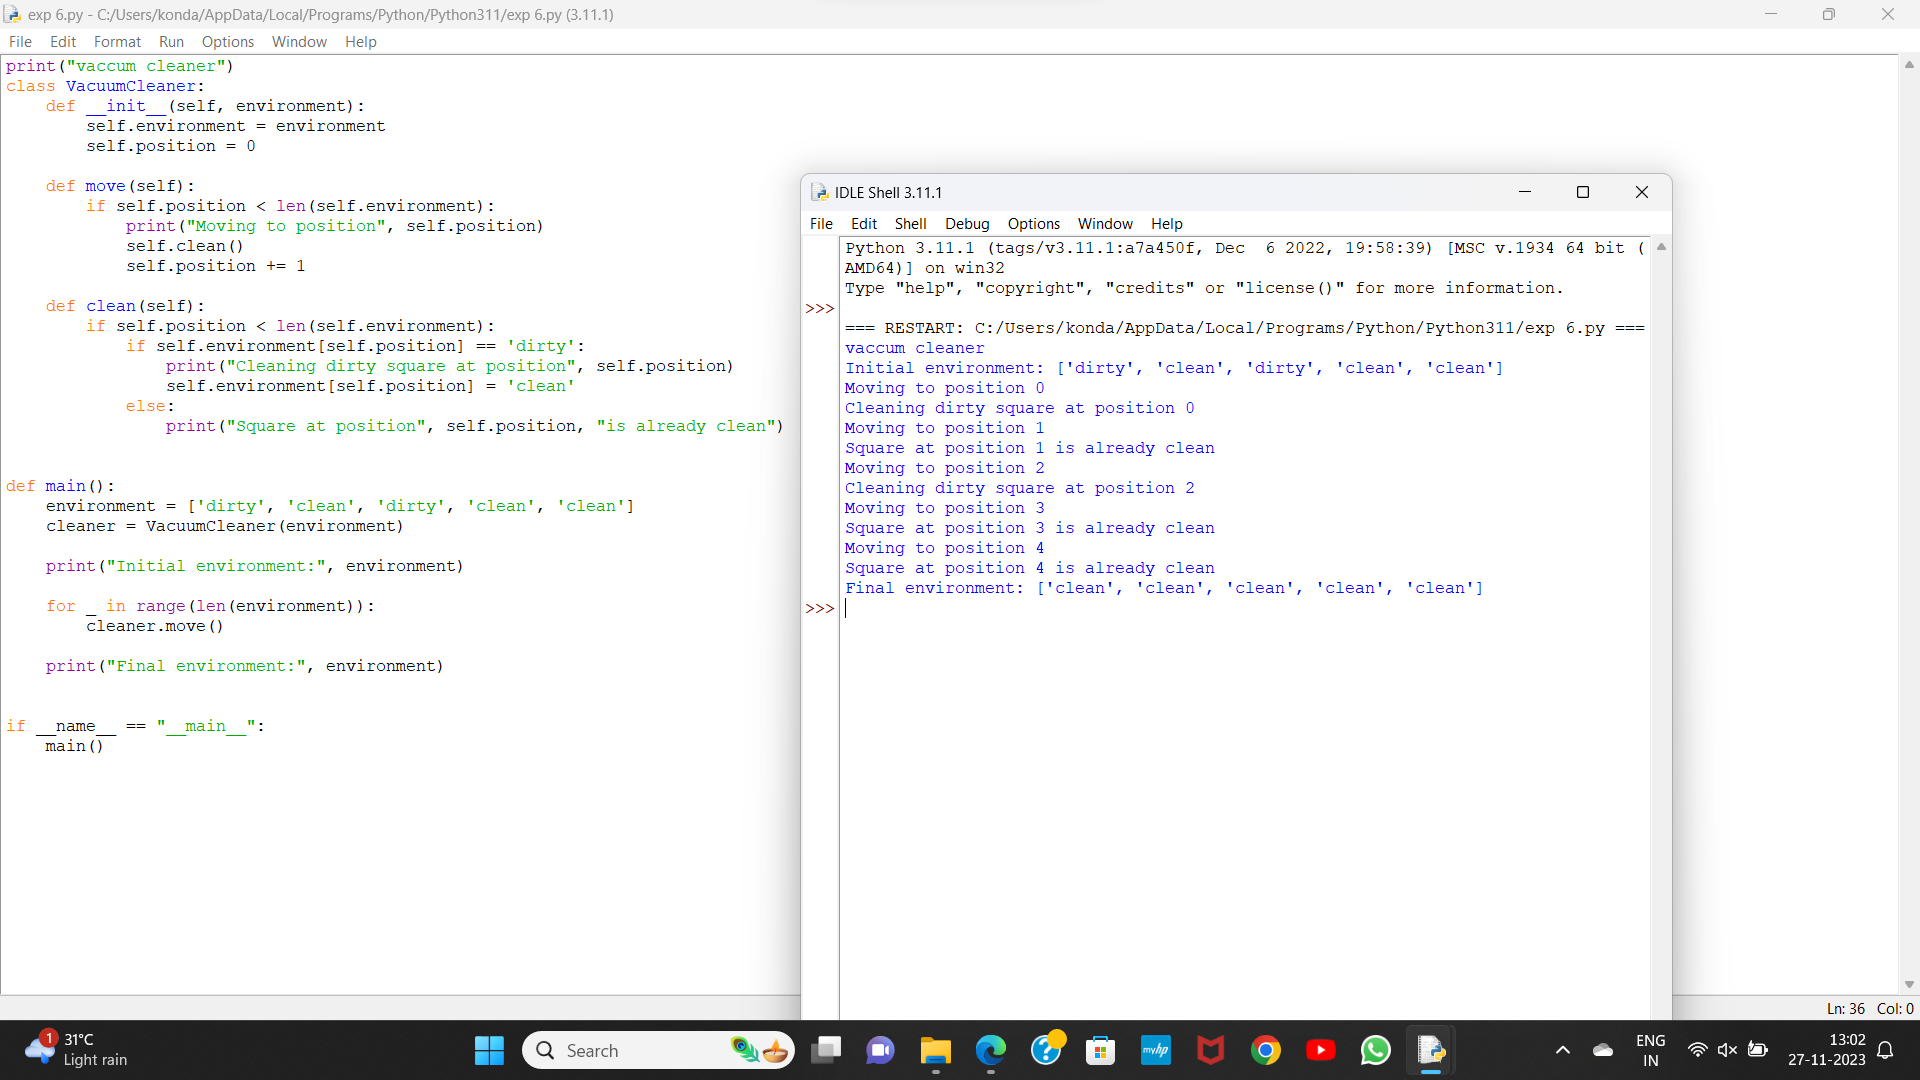 exp 6.py - C:/Users/konda/AppData/Local/Programs/Python/Python311/exp 6.py (3.11.1)
File Edit Format Run Options Window Help
print("vaccum cleaner")
class VacuumCleaner:
    def __init__(self, environment):
        self.environment = environment
        self.position = 0

    def move(self):
        if self.position < len(self.environment):
            print("Moving to position", self.position)
            self.clean()
            self.position += 1

    def clean(self):
        if self.position < len(self.environment):
            if self.environment[self.position] == 'dirty':
                print("Cleaning dirty square at position", self.position)
                self.environment[self.position] = 'clean'
            else:
                print("Square at position", self.position, "is already clean")


def main():
    environment = ['dirty', 'clean', 'dirty', 'clean', 'clean']
    cleaner = VacuumCleaner(environment)

    print("Initial environment:", environment)

    for _ in range(len(environment)):
        cleaner.move()

    print("Final environment:", environment)


if __name__ == "__main__":
    main()
IDLE Shell 3.11.1
File Edit Shell Debug Options Window Help
Python 3.11.1 (tags/v3.11.1:a7a450f, Dec  6 2022, 19:58:39) [MSC v.1934 64 bit (
AMD64)] on win32
Type "help", "copyright", "credits" or "license()" for more information.
>>>
=== RESTART: C:/Users/konda/AppData/Local/Programs/Python/Python311/exp 6.py ===
vaccum cleaner
Initial environment: ['dirty', 'clean', 'dirty', 'clean', 'clean']
Moving to position 0
Cleaning dirty square at position 0
Moving to position 1
Square at position 1 is already clean
Moving to position 2
Cleaning dirty square at position 2
Moving to position 3
Square at position 3 is already clean
Moving to position 4
Square at position 4 is already clean
Final environment: ['clean', 'clean', 'clean', 'clean', 'clean']
>>>
Ln: 36 Col: 0
1
31°C
Light rain
Search
myhp
ENG
IN
13:02
27-11-2023